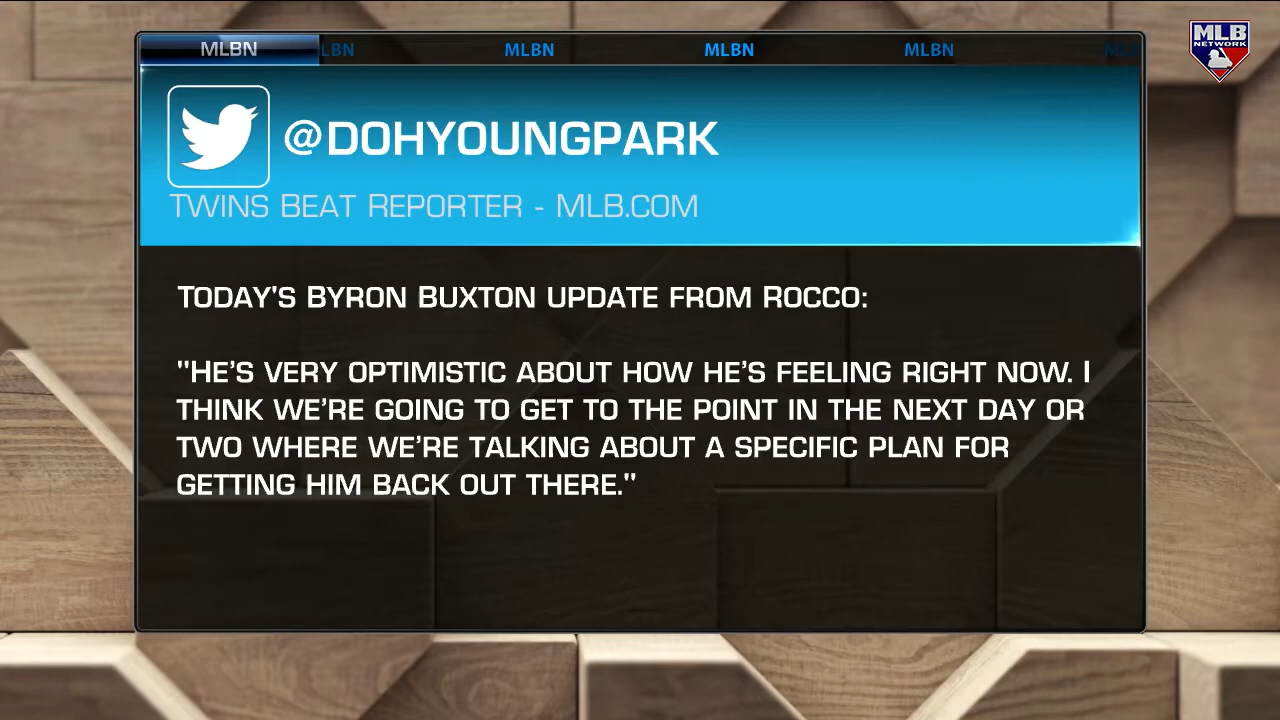 MLBN LBN MLBN MLBN MLBN
MLB
NETWORK
@DOHYOUNGPARK
TWINS BEAT REPORTER - MLB.COM
TODAY'S BYRON BUXTON UPDATE FROM ROCCO:
"HE'S VERY OPTIMISTIC ABOUT HOW HE'S FEELING RIGHT NOW. I
THINK WE'RE GOING TO GET TO THE POINT IN THE NEXT DAY OR
TWO WHERE WE'RE TALKING ABOUT A SPECIFIC PLAN FOR
GETTING HIM BACK OUT THERE."